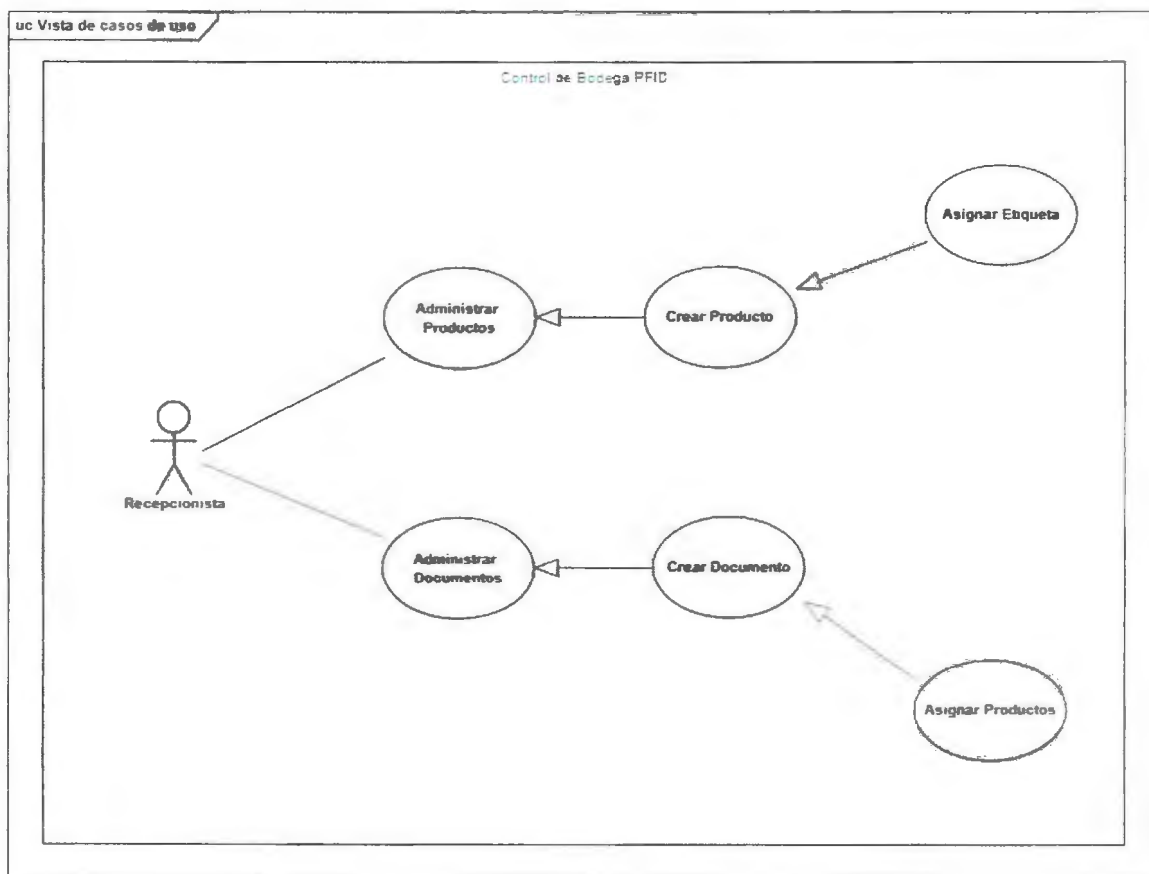 uc Vista de casos de uso
Control de Bodega RFID
Asignar Etiqueta
Administrar
Productos
Crear Producto
Recepcionista
Administrar
Documentos
Crear Documento
Asignar Productos